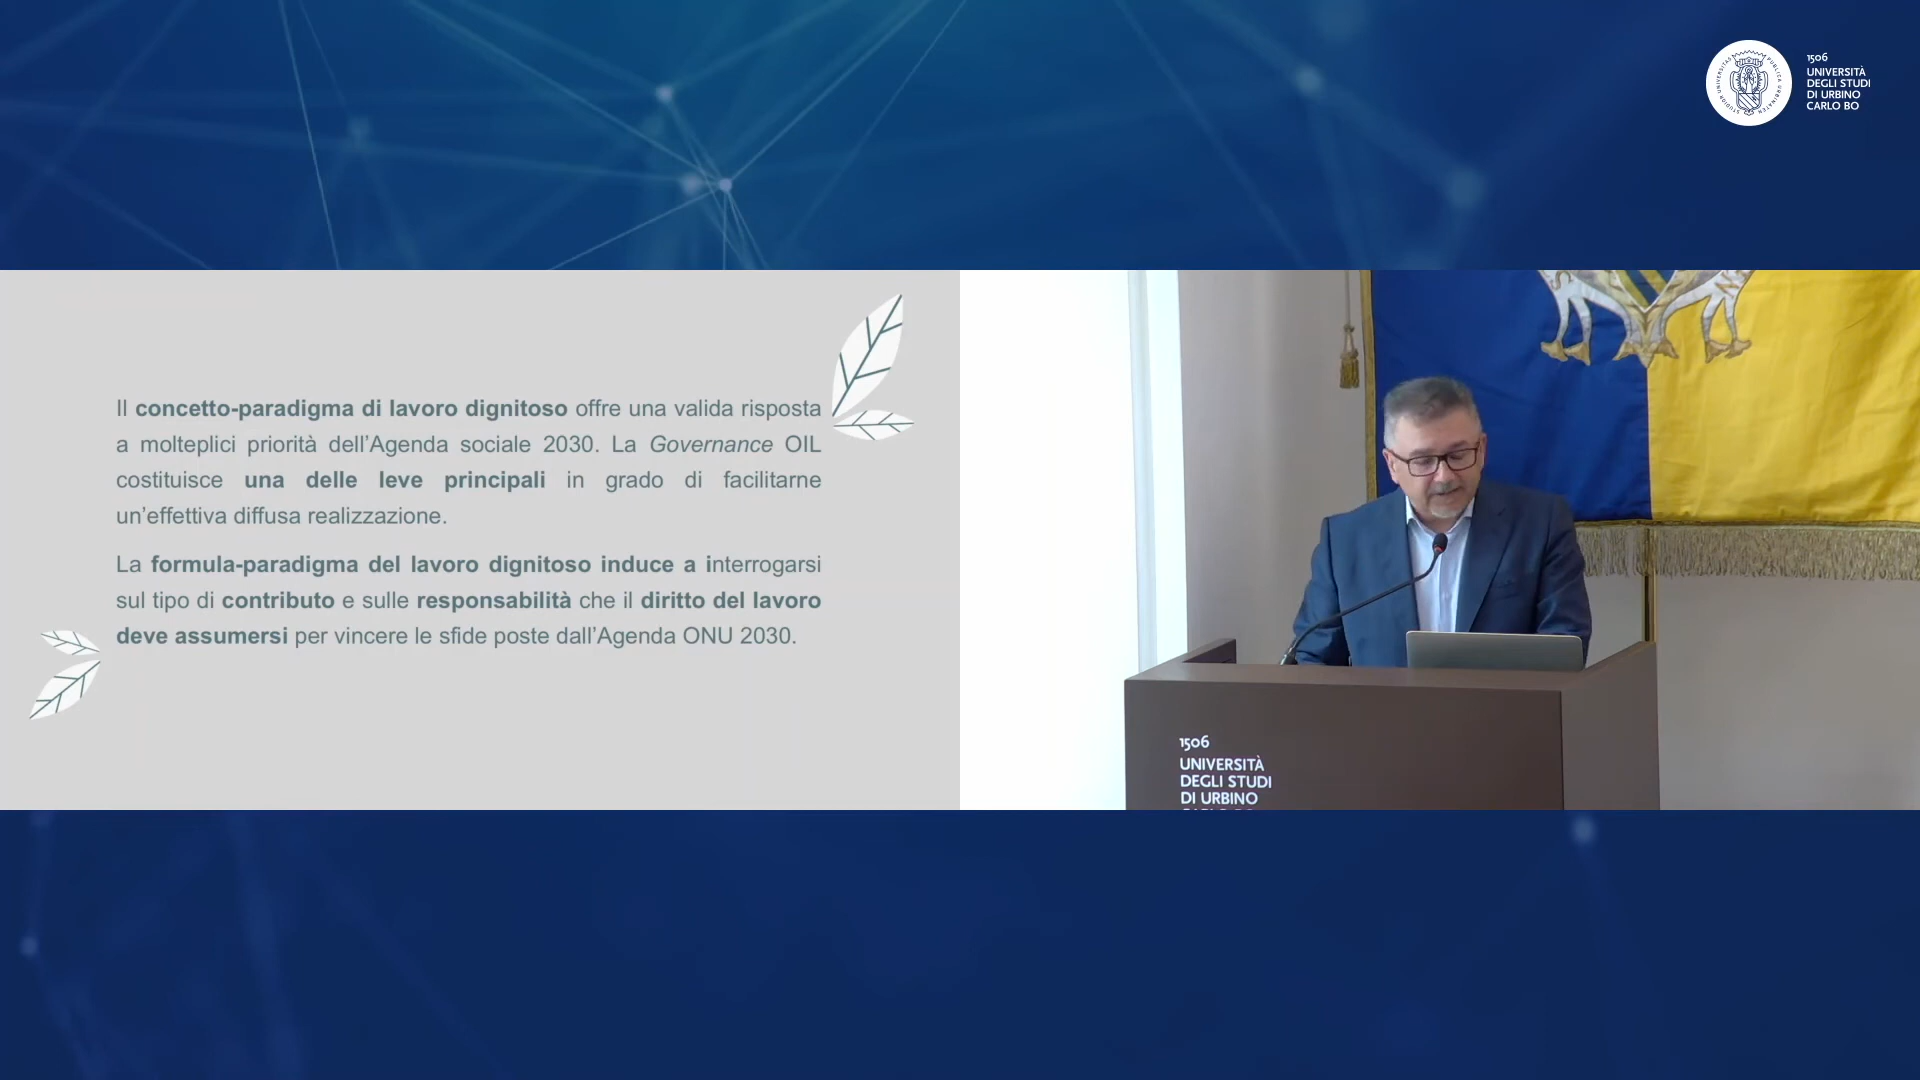 1506
UNIVERSITÀ
DEGLI STUDI
DI URBINO
CARLO BO
Il concetto-paradigma di lavoro dignitoso offre una valida risposta
a molteplici priorità dell'Agenda sociale 2030. La Governance OIL
costituisce una delle leve principali in grado di facilitarne
un'effettiva diffusa realizzazione.
La formula-paradigma del lavoro dignitoso induce a interrogarsi
sul tipo di contributo e sulle responsabilità che il diritto del lavoro
deve assumersi per vincere le sfide poste dall'Agenda ONU 2030.
1506
UNIVERSITÀ
DEGLI STUDI
DI URBINO